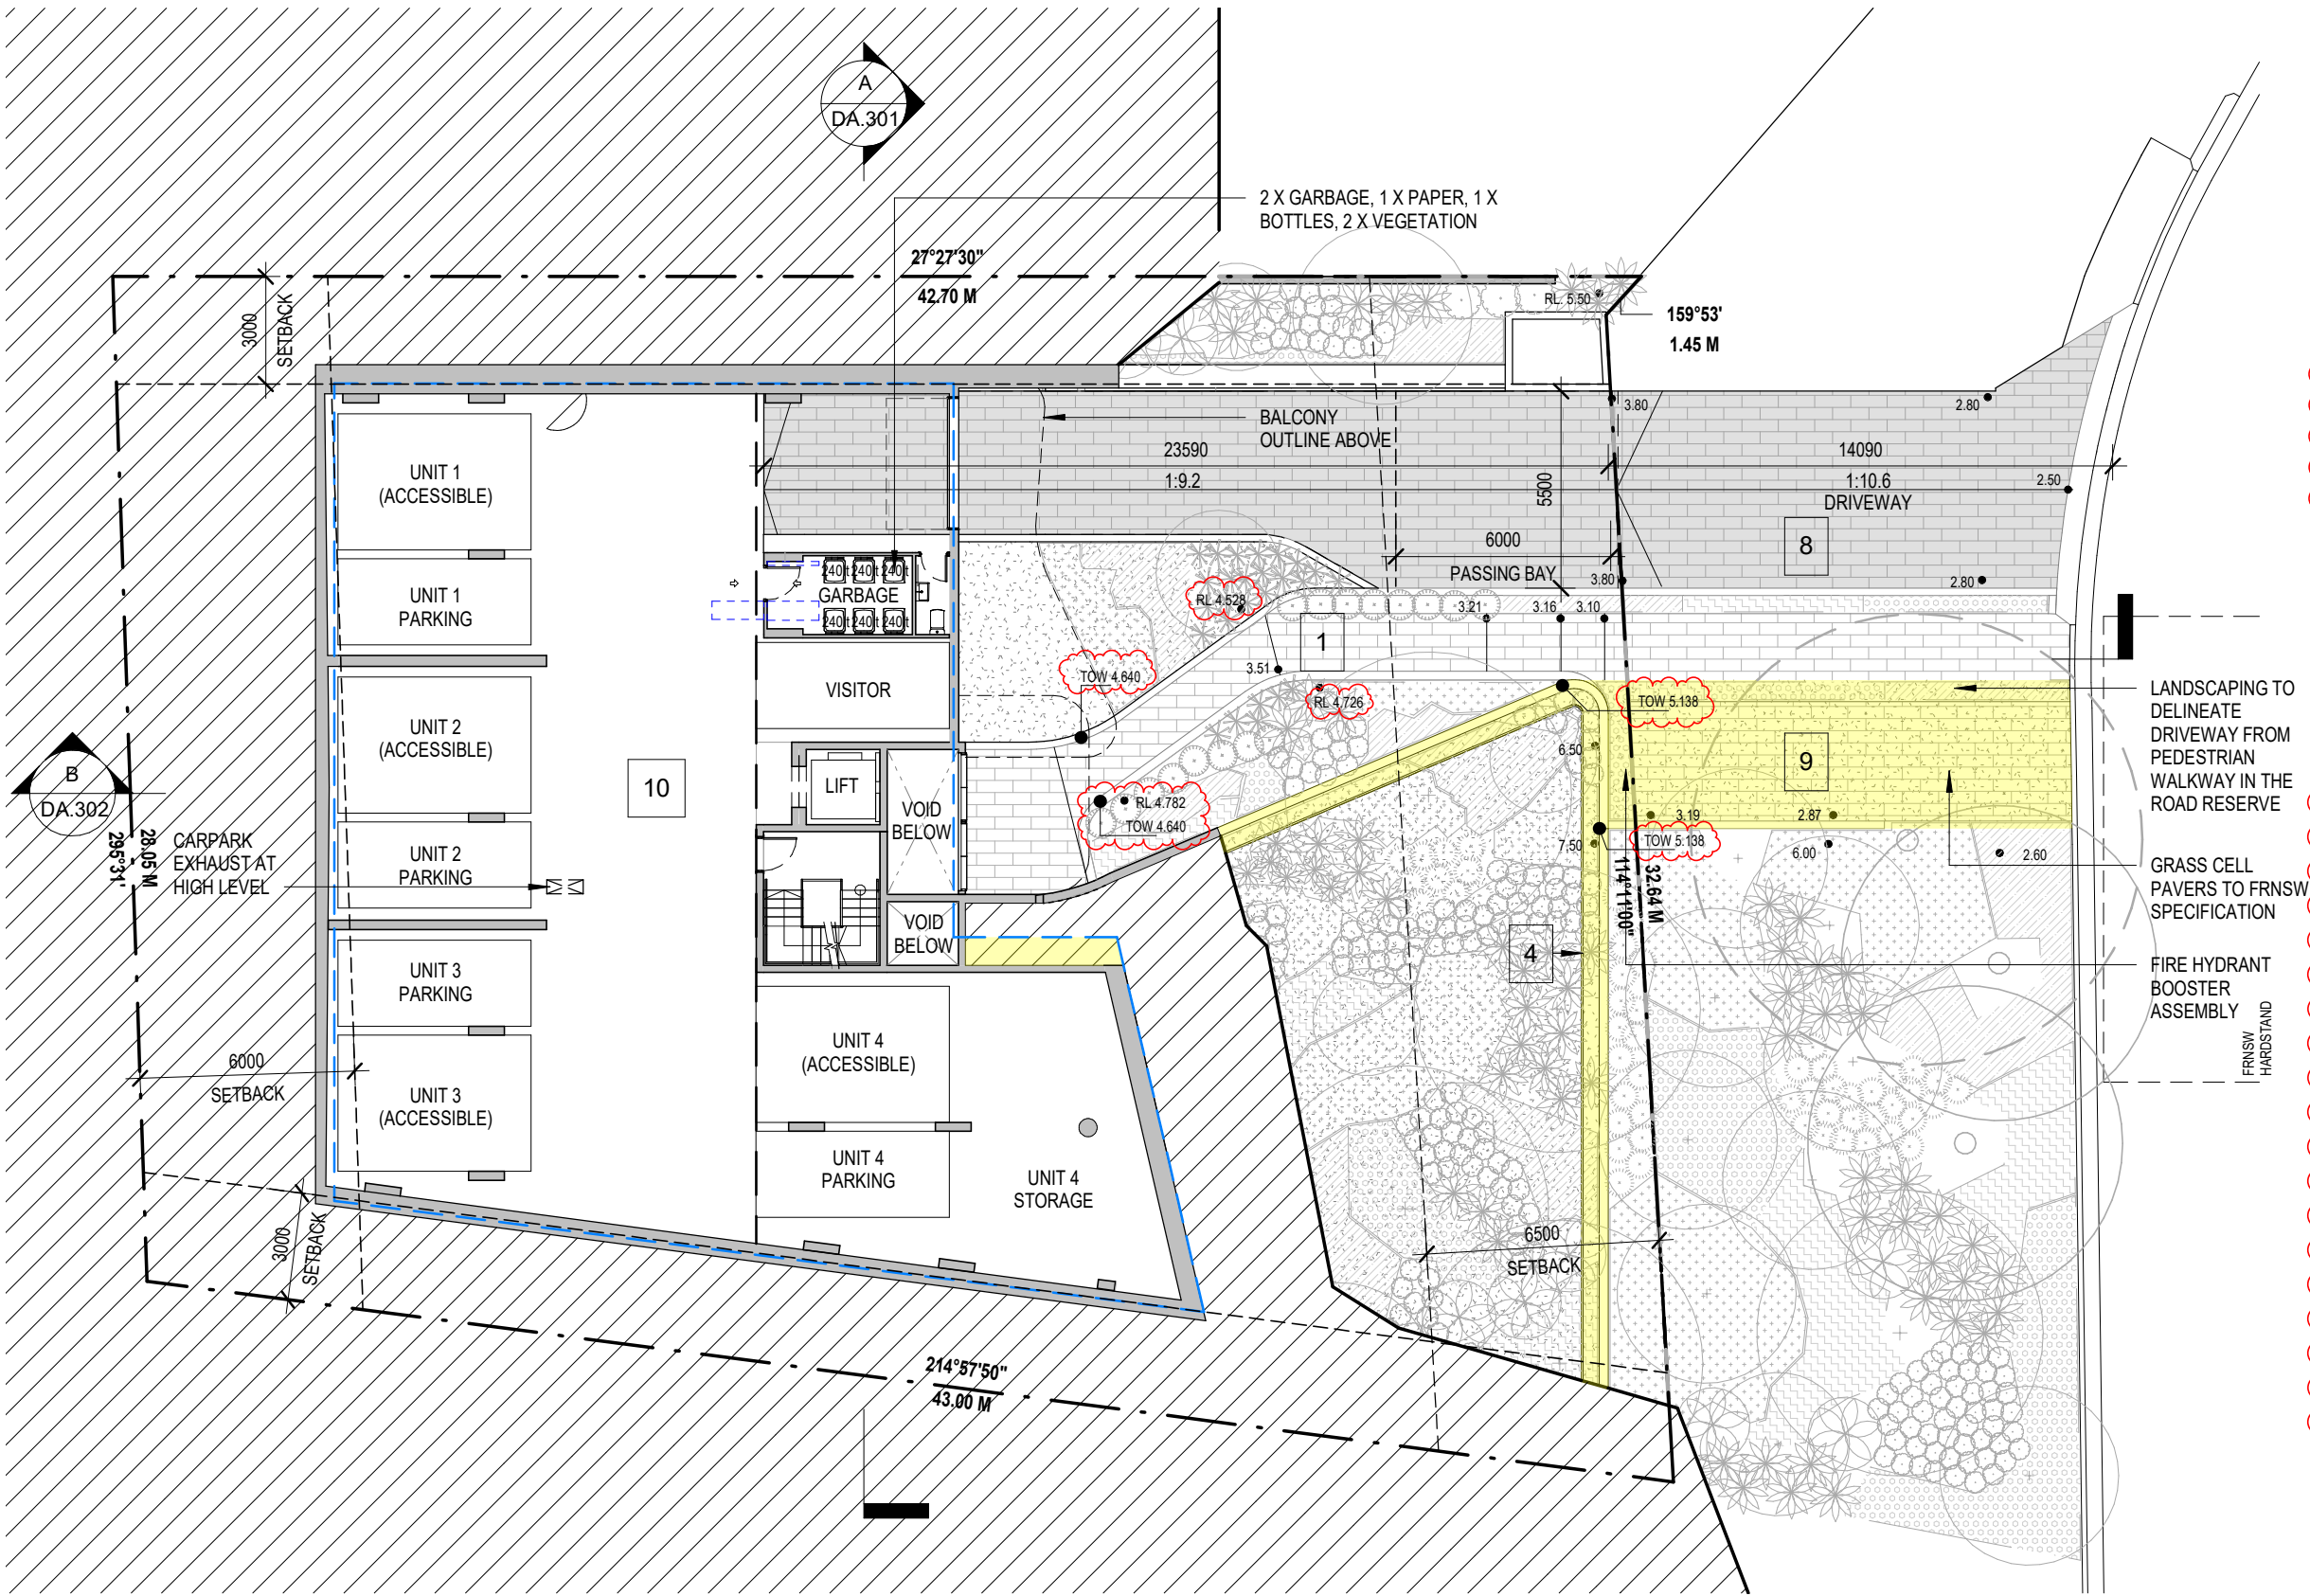 A
DA.301
2 X GARBAGE, 1 X PAPER, 1 X
BOTTLES, 2 X VEGETATION
27°27'30"
42.70 M
3000
SETBACK
RL. 5.50
159°53'
1.45 M
BALCONY
OUTLINE ABOVE
3.80
2.80
23590
1:9.2
14090
1:10.6
DRIVEWAY
2.50
5500
8
6000
PASSING BAY
3.80
2.80
UNIT 1
(ACCESSIBLE)
UNIT 1
PARKING
240lt
240lt
240lt
GARBAGE
240lt
240lt
240lt
RL 4.528
3.21
3.16
3.10
1
3.51
TOW 4.640
RL 4.726
TOW 5.138
VISITOR
UNIT 2
(ACCESSIBLE)
UNIT 2
PARKING
10
LIFT
VOID
BELOW
RL 4.782
TOW 4.640
6.50
9
3.19
2.87
TOW 5.138
7.50
6.00
2.60
LANDSCAPING TO
DELINEATE
DRIVEWAY FROM
PEDESTRIAN
WALKWAY IN THE
ROAD RESERVE
GRASS CELL
PAVERS TO FRNSW
SPECIFICATION
FIRE HYDRANT
BOOSTER
ASSEMBLY
FRNSW
HARDSTAND
B
DA.302
28.05 M
295°31'
CARPARK
EXHAUST AT
HIGH LEVEL
VOID
BELOW
32.64 M
114°11'00"
4
UNIT 3
PARKING
UNIT 3
(ACCESSIBLE)
6000
SETBACK
UNIT 4
(ACCESSIBLE)
UNIT 4
PARKING
UNIT 4
STORAGE
3000
SETBACK
6500
SETBACK
214°57'50"
43.00 M